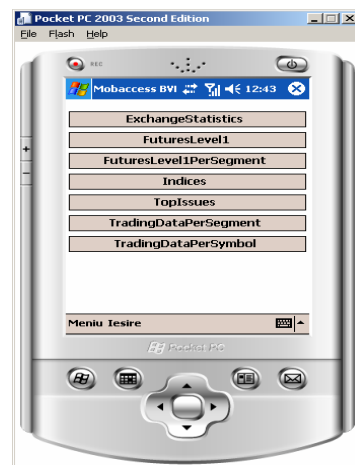 Pocket PC 2003 Second Edition
File Flash Help
REC
Mobaccess BVI 12:43
ExchangeStatistics
FuturesLevel1
FuturesLevel1PerSegment
Indices
TopIssues
TradingDataPerSegment
TradingDataPerSymbol
Meniu Iesire
Pocket PC